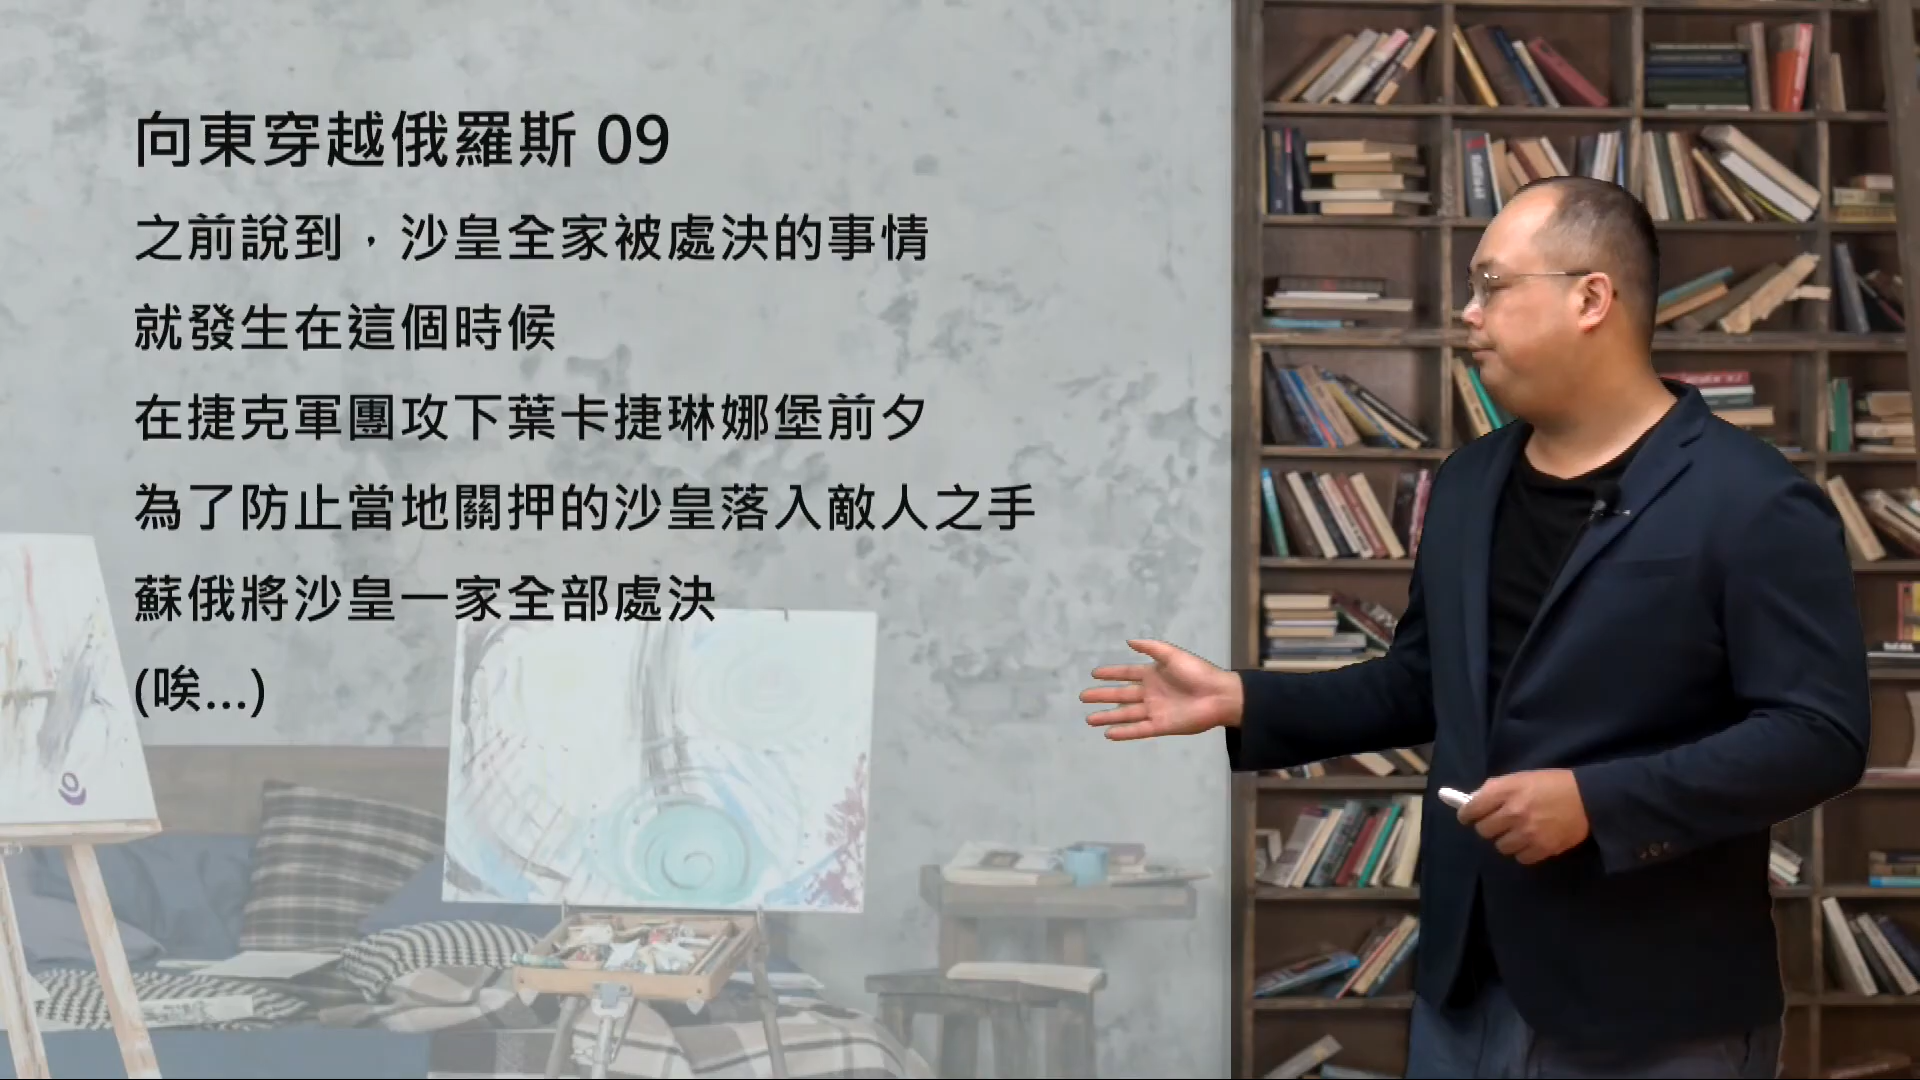 向東穿越俄羅斯 09
之前說到，沙皇全家被處決的事情
就發生在這個時候
在捷克軍團攻下葉卡捷琳娜堡前夕
為了防止當地關押的沙皇落入敵人之手
蘇俄將沙皇一家全部處決
(唉...)